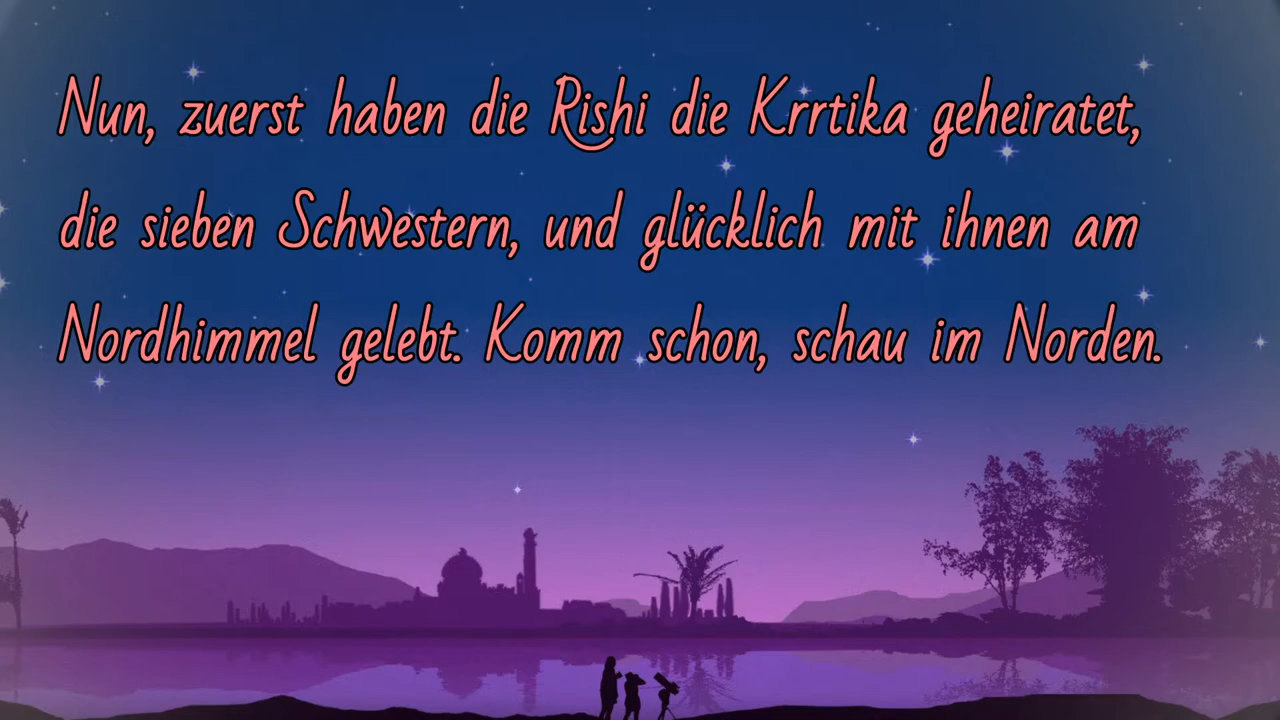 Nun, zuerst haben die Rishi die Krrtika geheiratet,
die sieben Schwestern, und glücklich mit ihnen am
Nordhimmel gelebt. Komm schon, schau im Norden.